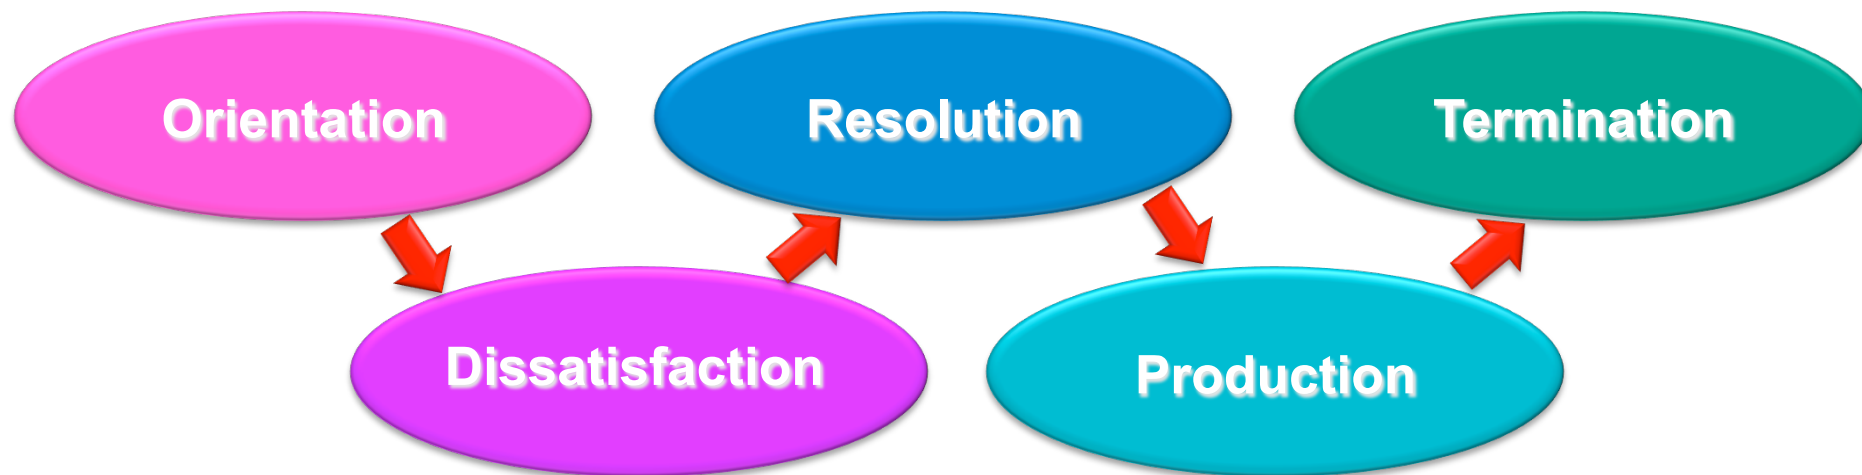 Orientation
Dissatisfaction
Resolution
Production
Termination